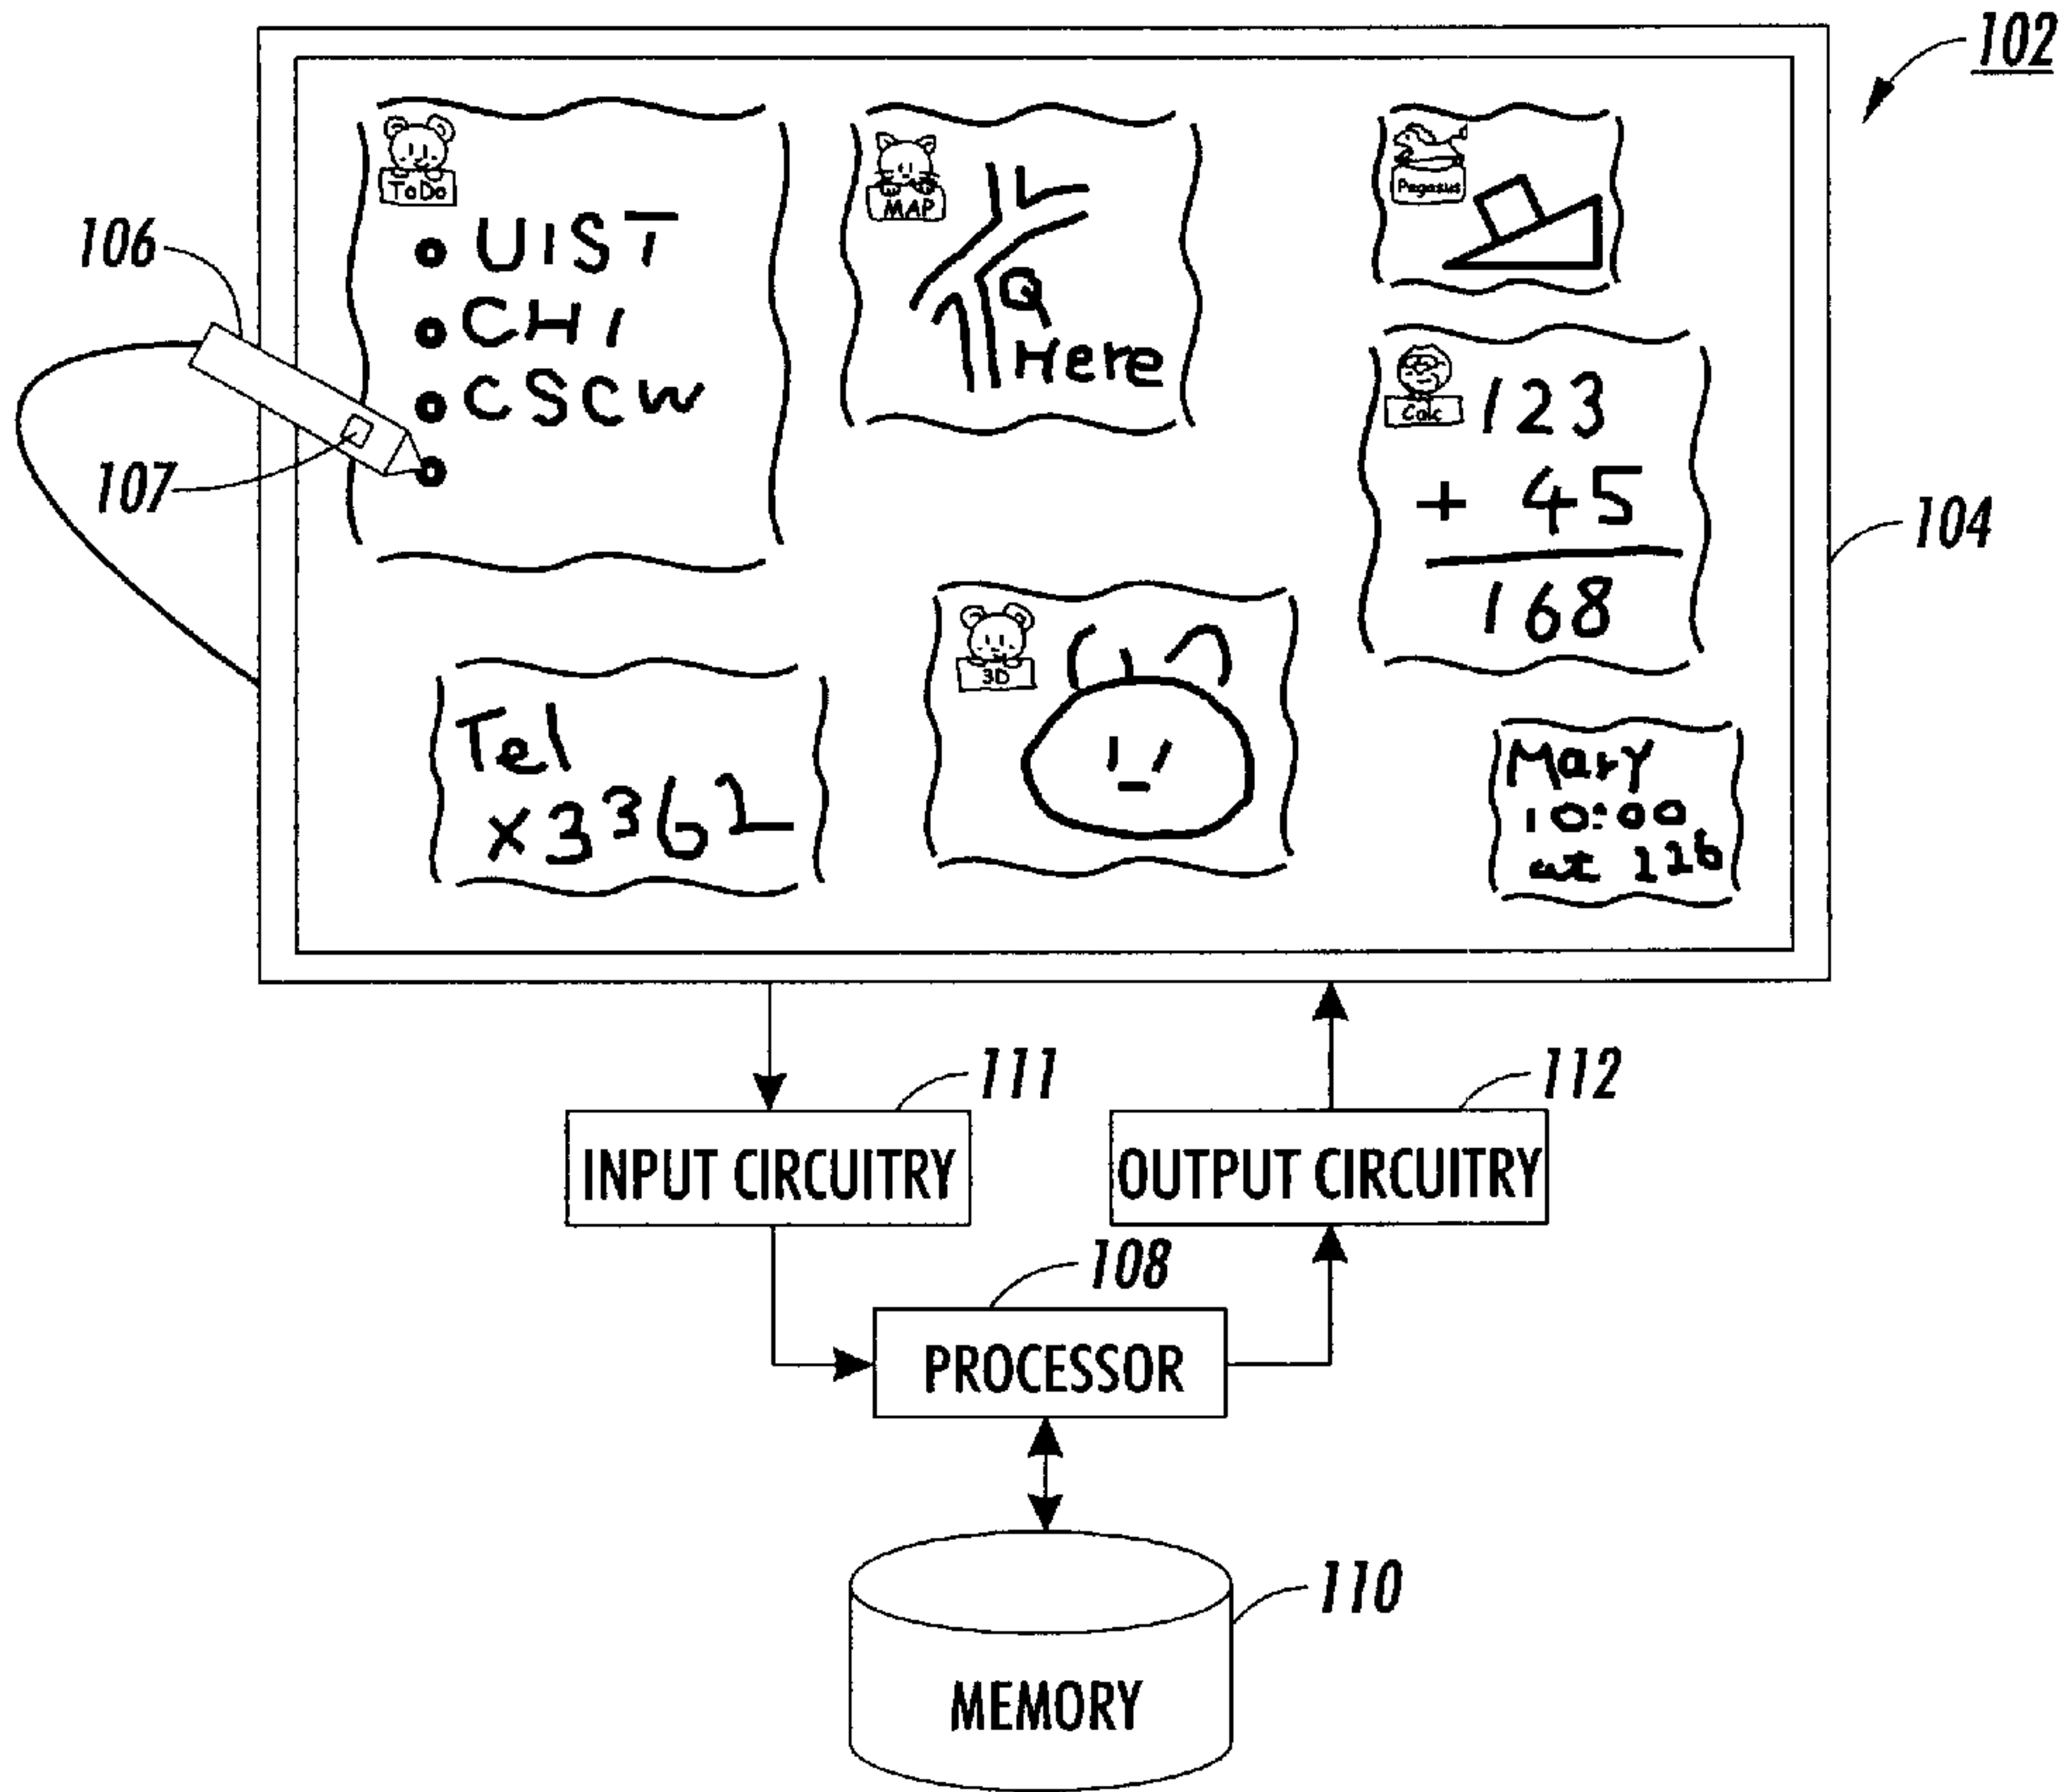 102
ToDo
UIST
CHI
CSCW
106
107
MAP
Here
Pegasus
Calc
123
+ 45
168
104
Tel
x3362
3D
Mary
10:00
at 126
111
INPUT CIRCUITRY
112
OUTPUT CIRCUITRY
108
PROCESSOR
110
MEMORY